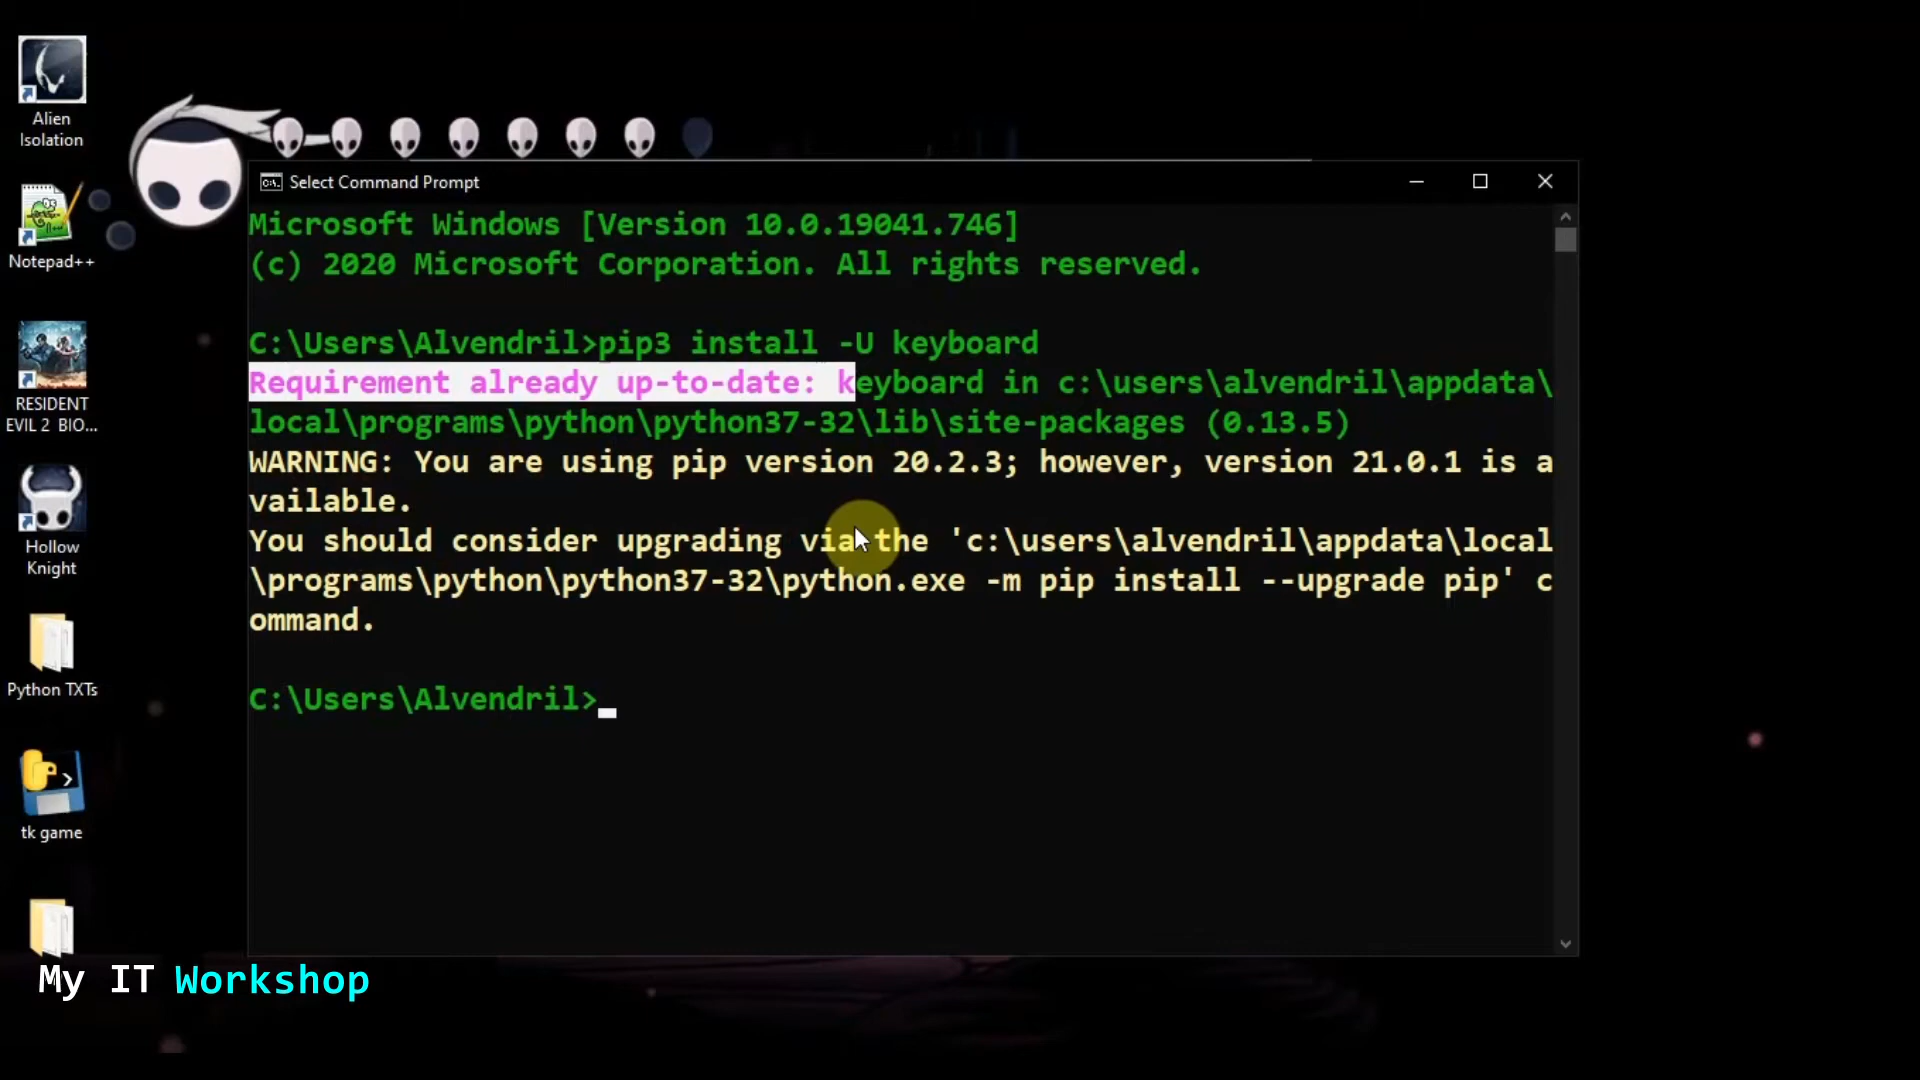 Alien
Isolation
Notepad++
RESIDENT
EVIL 2 BIO...
Hollow
Knight
Python TXTs
tk game
Select Command Prompt
Microsoft Windows [Version 10.0.19041.746]
(c) 2020 Microsoft Corporation. All rights reserved.
C:\Users\Alvendril>pip3 install -U keyboard
Requirement already up-to-date: keyboard in c:\users\alvendril\appdata\
local\programs\python\python37-32\lib\site-packages (0.13.5)
WARNING: You are using pip version 20.2.3; however, version 21.0.1 is a
vailable.
You should consider upgrading via the 'c:\users\alvendril\appdata\local
\programs\python\python37-32\python.exe -m pip install --upgrade pip' c
ommand.
C:\Users\Alvendril>
My IT Workshop